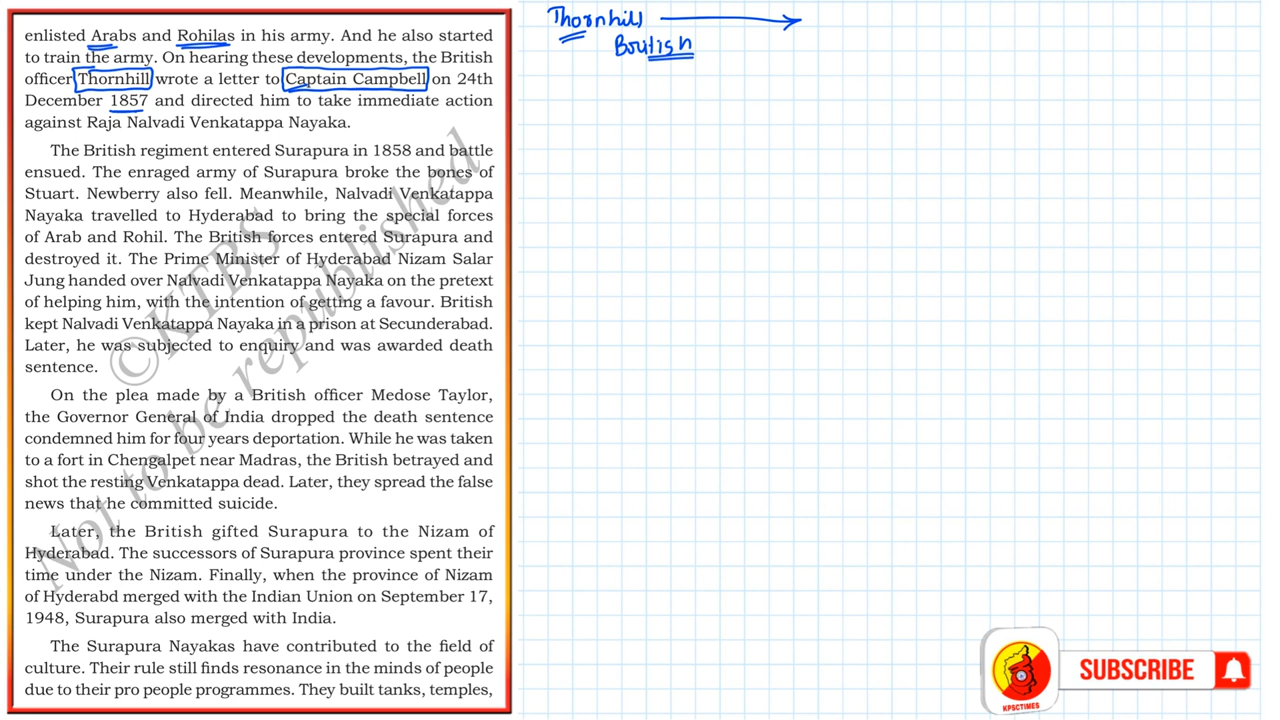 enlisted Arabs and Rohilas in his army. And he also started
to train the army. On hearing these developments, the British
officer Thornhill wrote a letter to Captain Campbell on 24th
December 1857 and directed him to take immediate action
against Raja Nalvadi Venkatappa Nayaka.
The British regiment entered Surapura in 1858 and battle
ensued. The enraged army of Surapura broke the bones of
Stuart. Newberry also fell. Meanwhile, Nalvadi Venkatappa
Nayaka travelled to Hyderabad to bring the special forces
of Arab and Rohil. The British forces entered Surapura and
destroyed it. The Prime Minister of Hyderabad Nizam Salar
Jung handed over Nalvadi Venkatappa Nayaka on the pretext
of helping him, with the intention of getting a favour. British
kept Nalvadi Venkatappa Nayaka in a prison at Secunderabad.
Later, he was subjected to enquiry and was awarded death
sentence.
On the plea made by a British officer Medose Taylor,
the Governor General of India dropped the death sentence
condemned him for four years deportation. While he was taken
to a fort in Chengalpet near Madras, the British betrayed and
shot the resting Venkatappa dead. Later, they spread the false
news that he committed suicide.
Later, the British gifted Surapura to the Nizam of
Hyderabad. The successors of Surapura province spent their
time under the Nizam. Finally, when the province of Nizam
of Hyderabd merged with the Indian Union on September 17,
1948, Surapura also merged with India.
The Surapura Nayakas have contributed to the field of
culture. Their rule still finds resonance in the minds of people
due to their pro people programmes. They built tanks, temples,
©KTBS
Not to be republished
Thornhill
British
KPSCTIMES
SUBSCRIBE